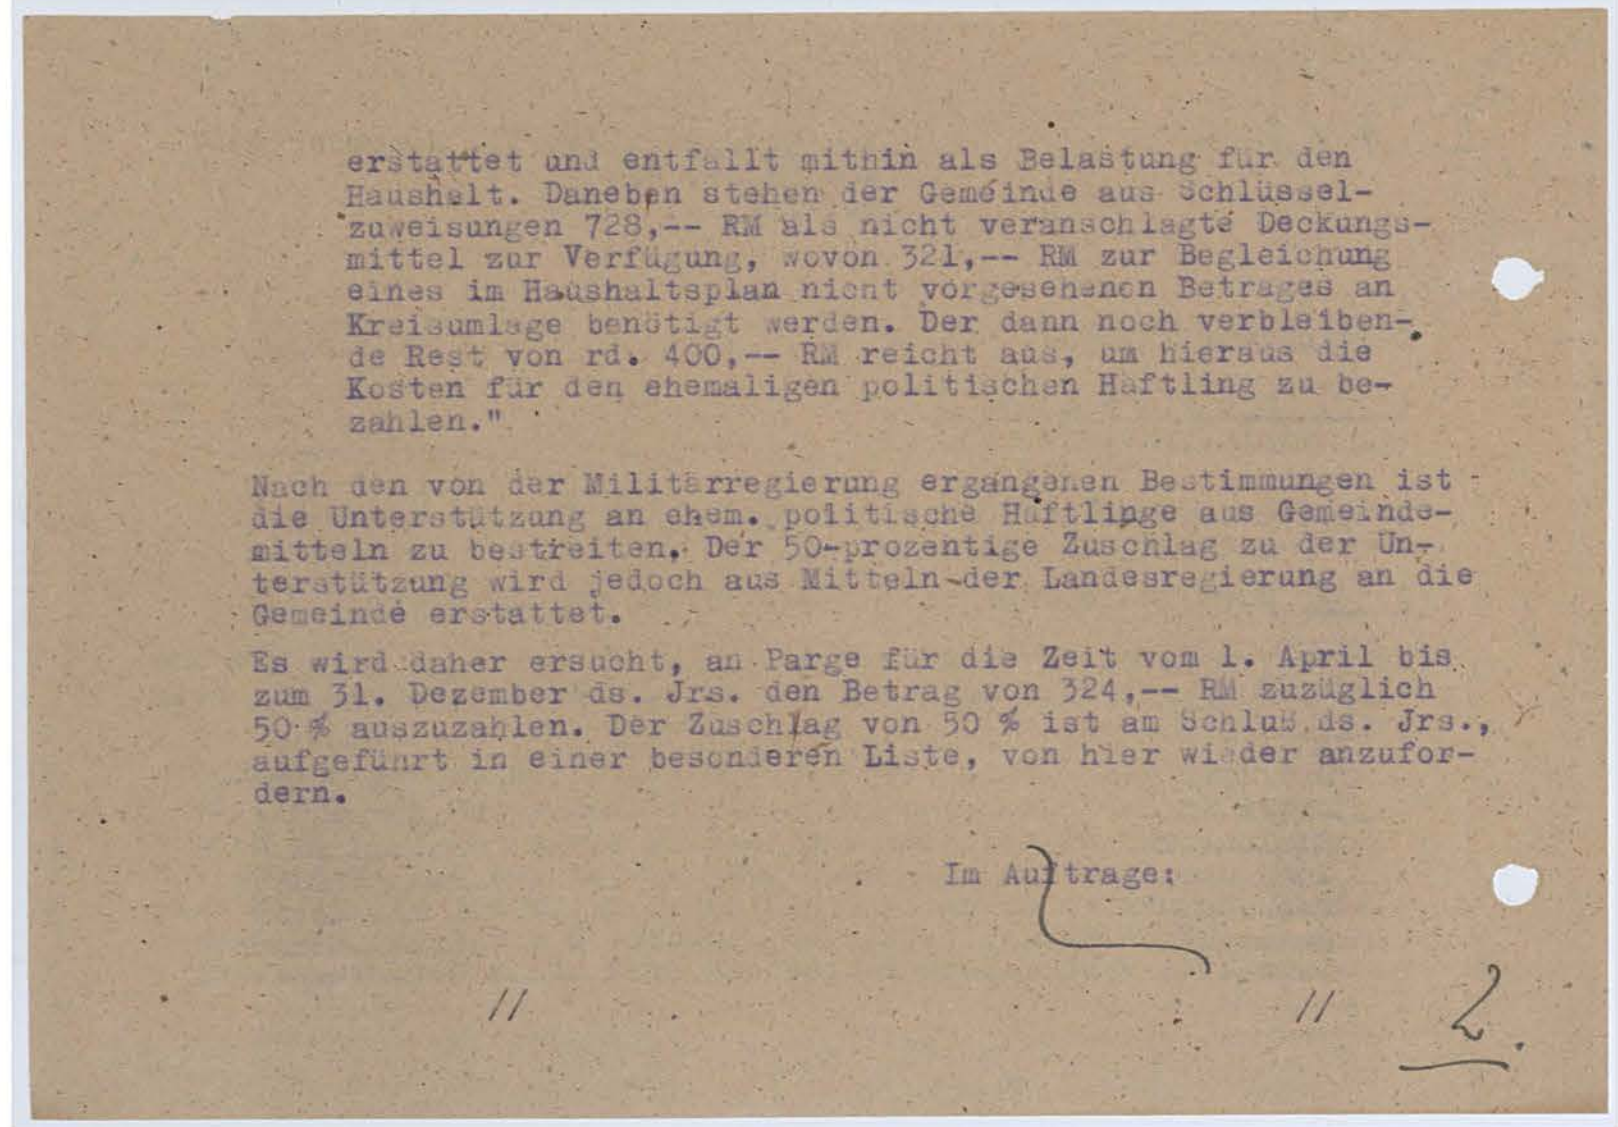 erstattet und entfällt mithin als Belastung für den
Haushalt. Daneben stehen der Gemeinde aus Schlüssel-
zuweisungen 728,-- RM als nicht veranschlagte Deckungs-
mittel zur Verfügung, wovon 321,-- RM zur Begleichung
eines im Haushaltsplan nicht vorgesehenen Betrages an
Kreisumlage benötigt werden. Der dann noch verbleiben-
de Rest von rd. 400,-- RM reicht aus, um hieraus die
Kosten für den ehemaligen politischen Häftling zu be-
zahlen."
Nach den von der Militärregierung ergangenen Bestimmungen ist
die Unterstützung an ehem. politische Häftlinge aus Gemeinde-
mitteln zu bestreiten. Der 50-prozentige Zuschlag zu der Un-
terstützung wird jedoch aus Mitteln der Landesregierung an die
Gemeinde erstattet.
Es wird daher ersucht, an Parge für die Zeit vom 1. April bis
zum 31. Dezember ds. Jrs. den Betrag von 324,-- RM zuzüglich
50 % auszuzahlen. Der Zuschlag von 50 % ist am Schluß ds. Jrs.,
aufgeführt in einer besonderen Liste, von hier wieder anzufor-
dern.
Im Auftrage:
// // 2.